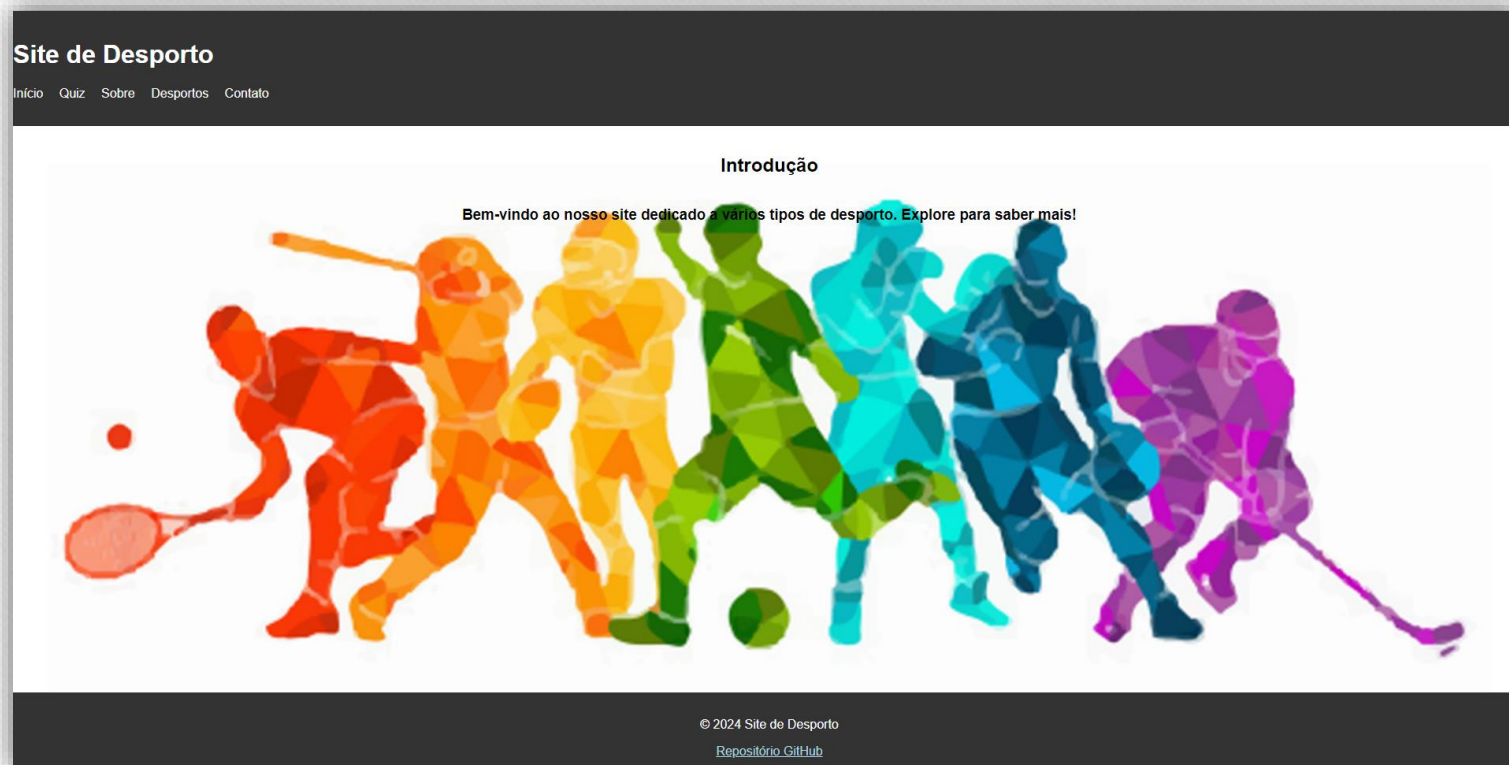 Site de Desporto
Início Quiz Sobre Desportos Contato
Introdução
Bem-vindo ao nosso site dedicado a vários tipos de desporto. Explore para saber mais!
© 2024 Site de Desporto
Repositório GitHub